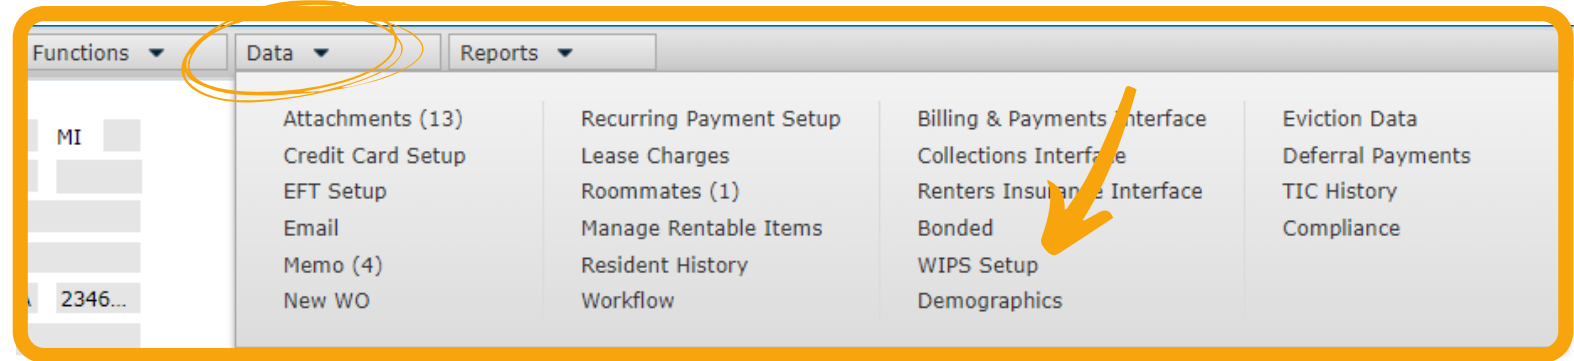 Functions Data Reports
MI
2346...
Attachments (13)
Credit Card Setup
EFT Setup
Email
Memo (4)
New WO
Recurring Payment Setup
Lease Charges
Roommates (1)
Manage Rentable Items
Resident History
Workflow
Billing & Payments Interface
Collections Interface
Renters Insurance Interface
Bonded
WIPS Setup
Demographics
Eviction Data
Deferral Payments
TIC History
Compliance